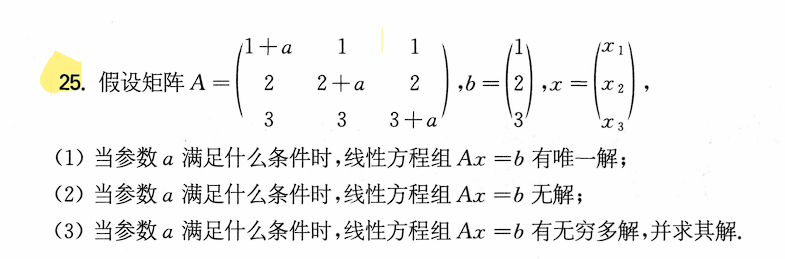 25. 假设矩阵 A = \begin{pmatrix} 1+a & 1 & 1 \\ 2 & 2+a & 2 \\ 3 & 3 & 3+a \end{pmatrix}, b = \begin{pmatrix} 1 \\ 2 \\ 3 \end{pmatrix}, x = \begin{pmatrix} x_1 \\ x_2 \\ x_3 \end{pmatrix},
(1) 当参数 a 满足什么条件时,线性方程组 Ax = b 有唯一解;
(2) 当参数 a 满足什么条件时,线性方程组 Ax = b 无解;
(3) 当参数 a 满足什么条件时,线性方程组 Ax = b 有无穷多解,并求其解.